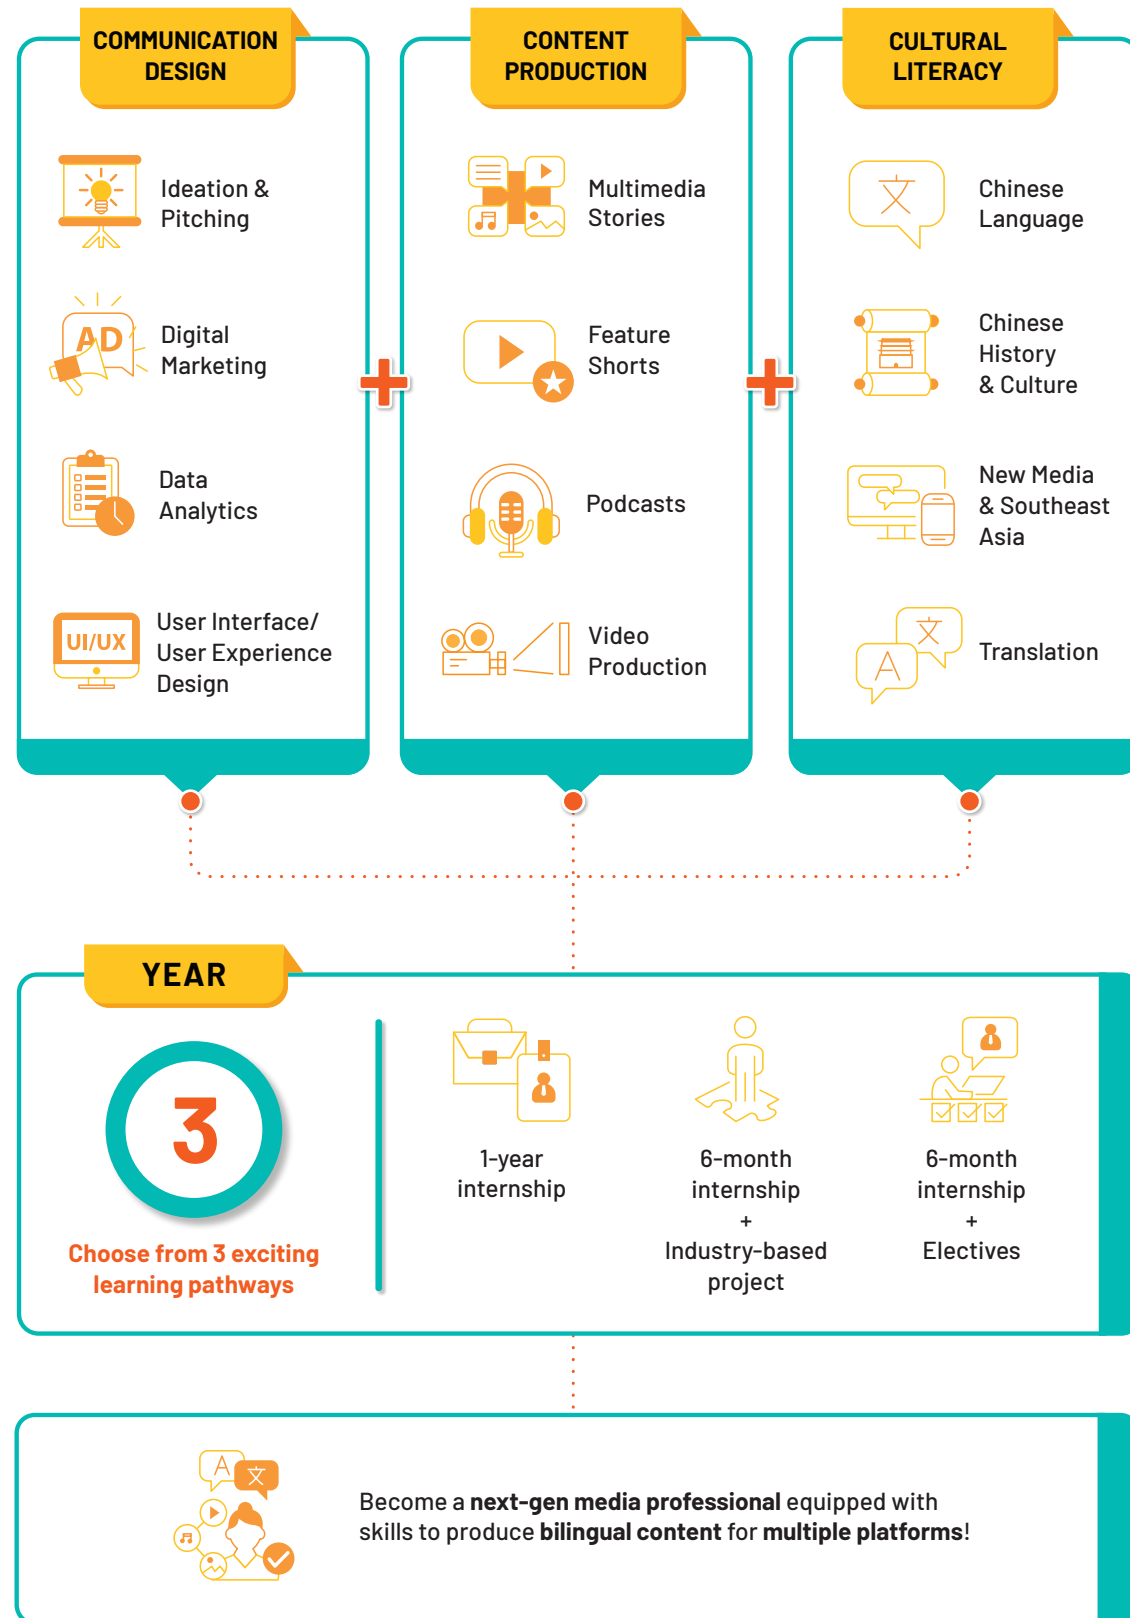 COMMUNICATION
DESIGN
Ideation &
Pitching
AD
Digital
Marketing
Data
Analytics
UI/UX
User Interface/
User Experience
Design
CONTENT
PRODUCTION
Multimedia
Stories
Feature
Shorts
Podcasts
Video
Production
CULTURAL
LITERACY
文
Chinese
Language
Chinese
History
& Culture
New Media
& Southeast
Asia
文
A
Translation
YEAR
3
Choose from 3 exciting
learning pathways
1-year
internship
6-month
internship
+
Industry-based
project
6-month
internship
+
Electives
A
文
Become a next-gen media professional equipped with
skills to produce bilingual content for multiple platforms!